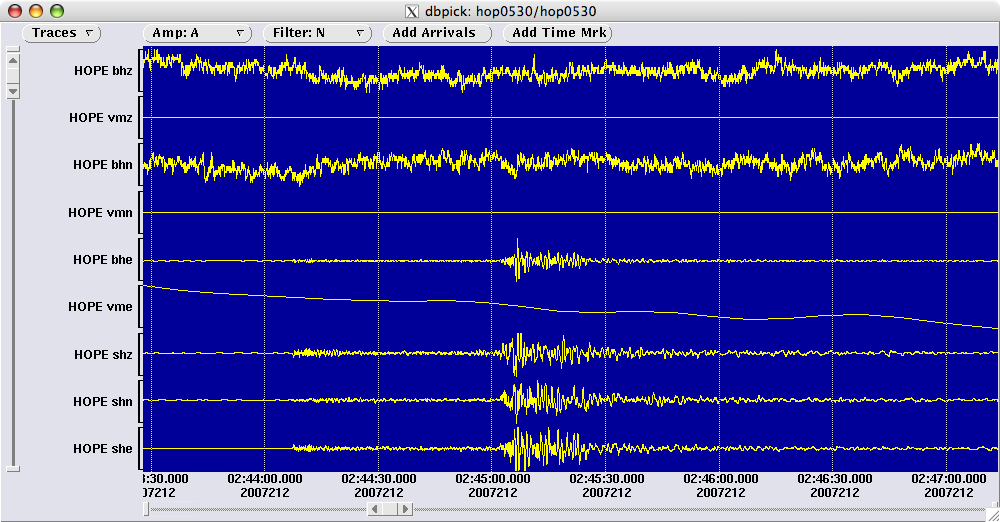 dbpick: hop0530/hop0530
Traces Amp: A Filter: N Add Arrivals Add Time Mrk
HOPE bhz
HOPE vmz
HOPE bhn
HOPE vmn
HOPE bhe
HOPE vme
HOPE shz
HOPE shn
HOPE she
3:30.000 02:44:00.000 02:44:30.000 02:45:00.000 02:45:30.000 02:46:00.000 02:46:30.000 02:47:00.000
07212 2007212 2007212 2007212 2007212 2007212 2007212 2007212